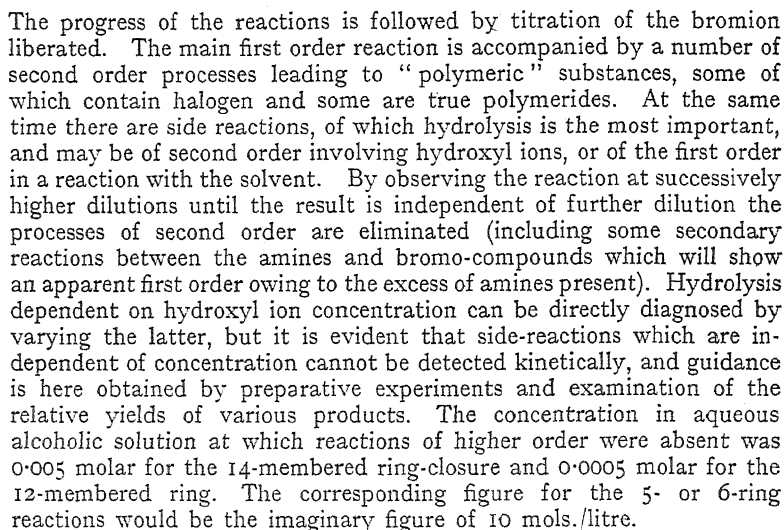 The progress of the reactions is followed by titration of the bromion
liberated. The main first order reaction is accompanied by a number of
second order processes leading to “ polymeric ” substances, some of
which contain halogen and some are true polymerides. At the same
time there are side reactions, of which hydrolysis is the most important,
and may be of second order involving hydroxyl ions, or of the first order
in a reaction with the solvent. By observing the reaction at successively
higher dilutions until the result is independent of further dilution the
processes of second order are eliminated (including some secondary
reactions between the amines and bromo-compounds which will show
an apparent first order owing to the excess of amines present). Hydrolysis
dependent on hydroxyl ion concentration can be directly diagnosed by
varying the latter, but it is evident that side-reactions which are in-
dependent of concentration cannot be detected kinetically, and guidance
is here obtained by preparative experiments and examination of the
relative yields of various products. The concentration in aqueous
alcoholic solution at which reactions of higher order were absent was
0·005 molar for the 14-membered ring-closure and 0·0005 molar for the
12-membered ring. The corresponding figure for the 5- or 6-ring
reactions would be the imaginary figure of 10 mols./litre.